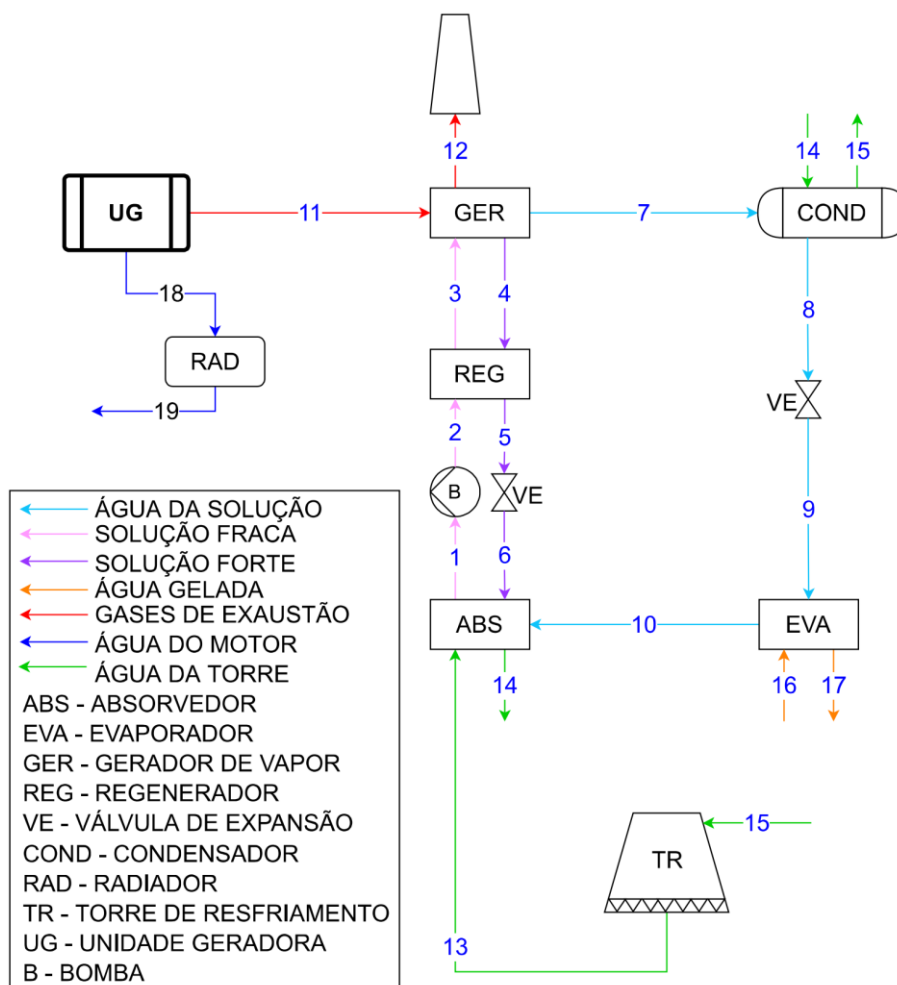 12
14
15
UG
11
GER
7
COND
18
3
4
8
RAD
REG
VE
19
2
5
9
B
VE
1
6
ABS
10
EVA
14
16
17
15
TR
13
ÁGUA DA SOLUÇÃO
SOLUÇÃO FRACA
SOLUÇÃO FORTE
ÁGUA GELADA
GASES DE EXAUSTÃO
ÁGUA DO MOTOR
ÁGUA DA TORRE
ABS - ABSORVEDOR
EVA - EVAPORADOR
GER - GERADOR DE VAPOR
REG - REGENERADOR
VE - VÁLVULA DE EXPANSÃO
COND - CONDENSADOR
RAD - RADIADOR
TR - TORRE DE RESFRIAMENTO
UG - UNIDADE GERADORA
B - BOMBA